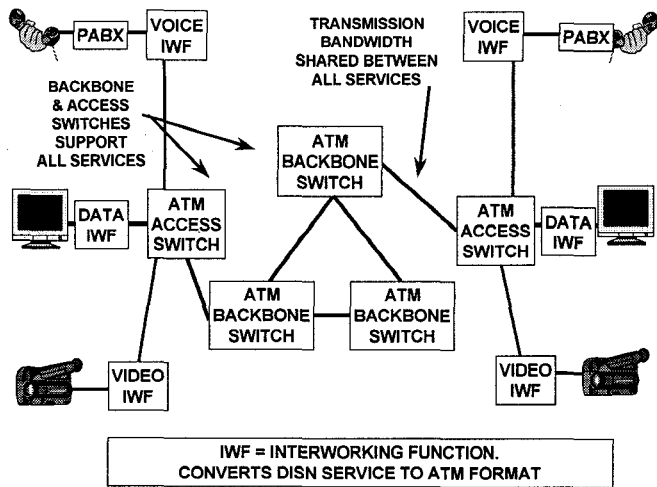 PABX
VOICE
IWF
TRANSMISSION
BANDWIDTH
SHARED BETWEEN
ALL SERVICES
VOICE
IWF
PABX
BACKBONE
& ACCESS
SWITCHES
SUPPORT
ALL SERVICES
ATM
BACKBONE
SWITCH
DATA
IWF
ATM
ACCESS
SWITCH
ATM
ACCESS
SWITCH
DATA
IWF
ATM
BACKBONE
SWITCH
ATM
BACKBONE
SWITCH
VIDEO
IWF
VIDEO
IWF
IWF = INTERWORKING FUNCTION.
CONVERTS DISN SERVICE TO ATM FORMAT